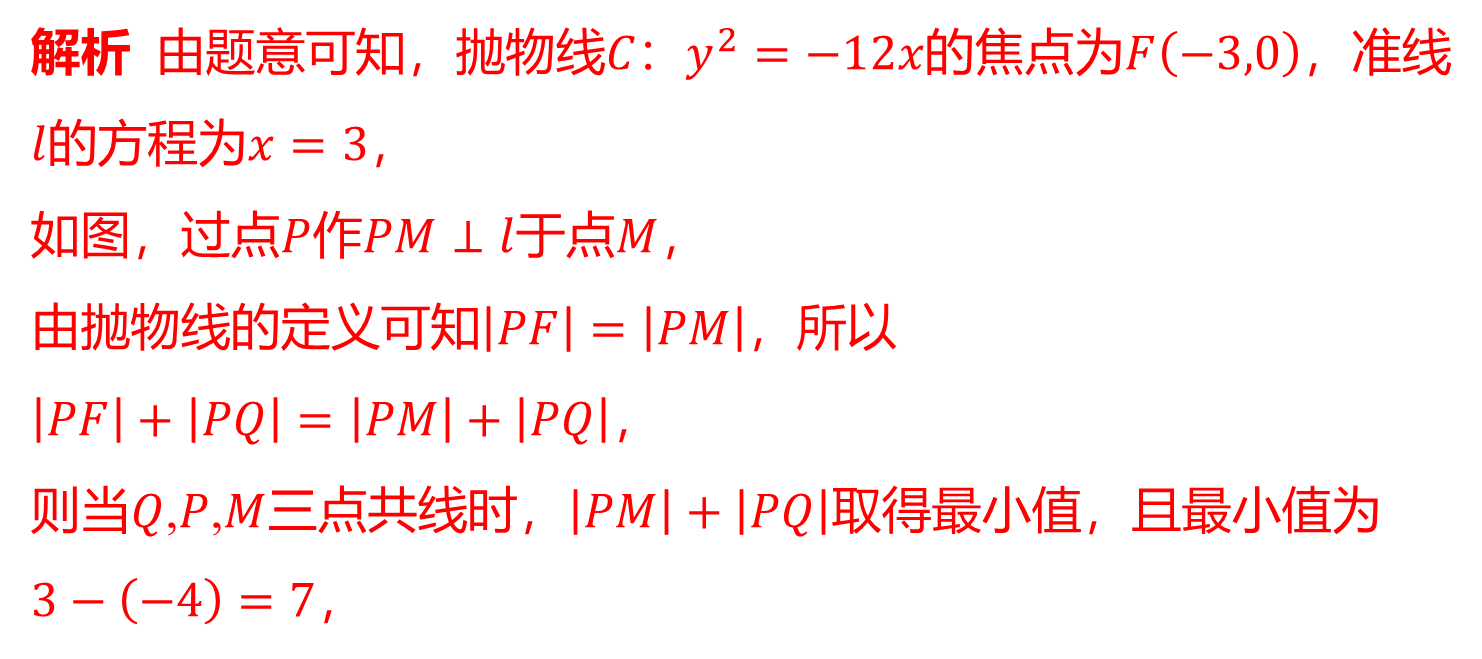 解析 由题意可知，抛物线C：y² = −12x的焦点为F(−3,0)，准线
l的方程为x = 3，
如图，过点P作PM ⊥ l于点M，
由抛物线的定义可知|PF| = |PM|，所以
|PF| + |PQ| = |PM| + |PQ|，
则当Q,P,M三点共线时，|PM| + |PQ|取得最小值，且最小值为
3 − (−4) = 7，